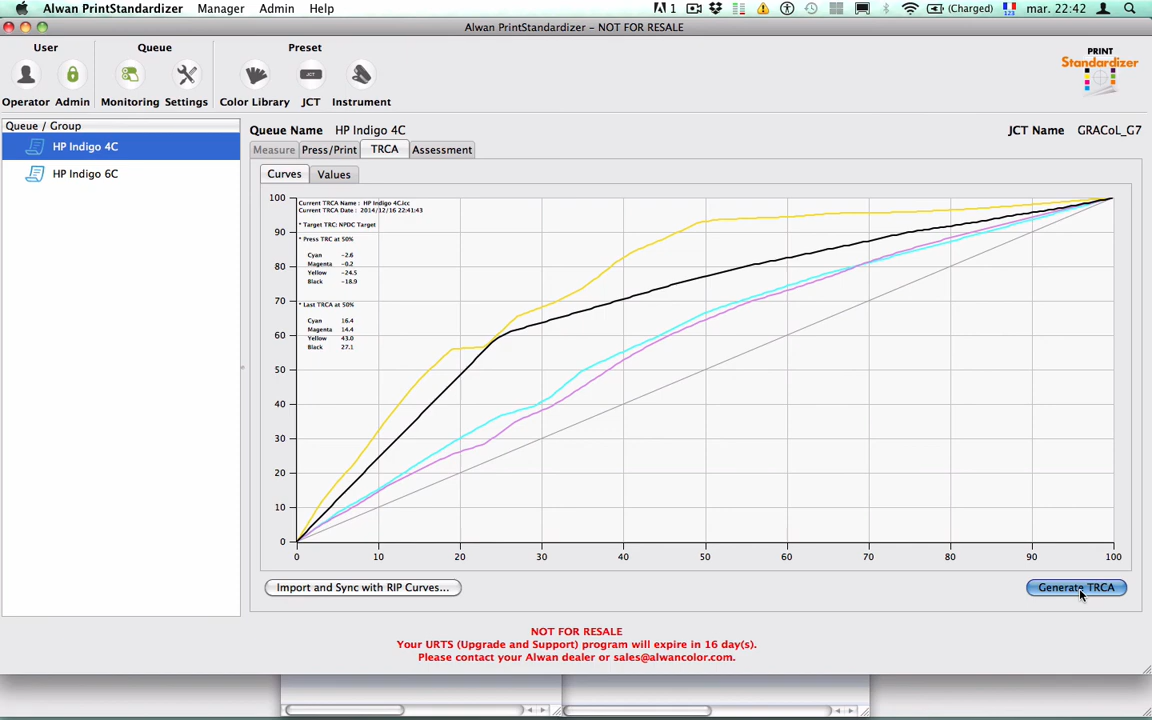 Alwan PrintStandardizer Manager Admin Help
1 123 (Charged) mar. 22:42
Alwan PrintStandardizer – NOT FOR RESALE
User Queue Preset
JCT
Operator Admin Monitoring Settings Color Library JCT Instrument
PRINT
Standardizer
Queue / Group
HP Indigo 4C
HP Indigo 6C
Queue Name HP Indigo 4C JCT Name GRACoL_G7
Measure Press/Print TRCA Assessment
Curves Values
Current TRCA Name : HP Indigo 4C.icc
Current TRCA Date : 2014/12/16 22:41:43
* Target TRC: NPDC Target
* Press TRC at 50%
Cyan -2.6
Magenta -0.2
Yellow -24.5
Black -18.9
* Last TRCA at 50%
Cyan 16.4
Magenta 14.4
Yellow 43.0
Black 27.1
100
90
80
70
60
50
40
30
20
10
0
0 10 20 30 40 50 60 70 80 90 100
Import and Sync with RIP Curves... Generate TRCA
NOT FOR RESALE
Your URTS (Upgrade and Support) program will expire in 16 day(s).
Please contact your Alwan dealer or sales@alwancolor.com.